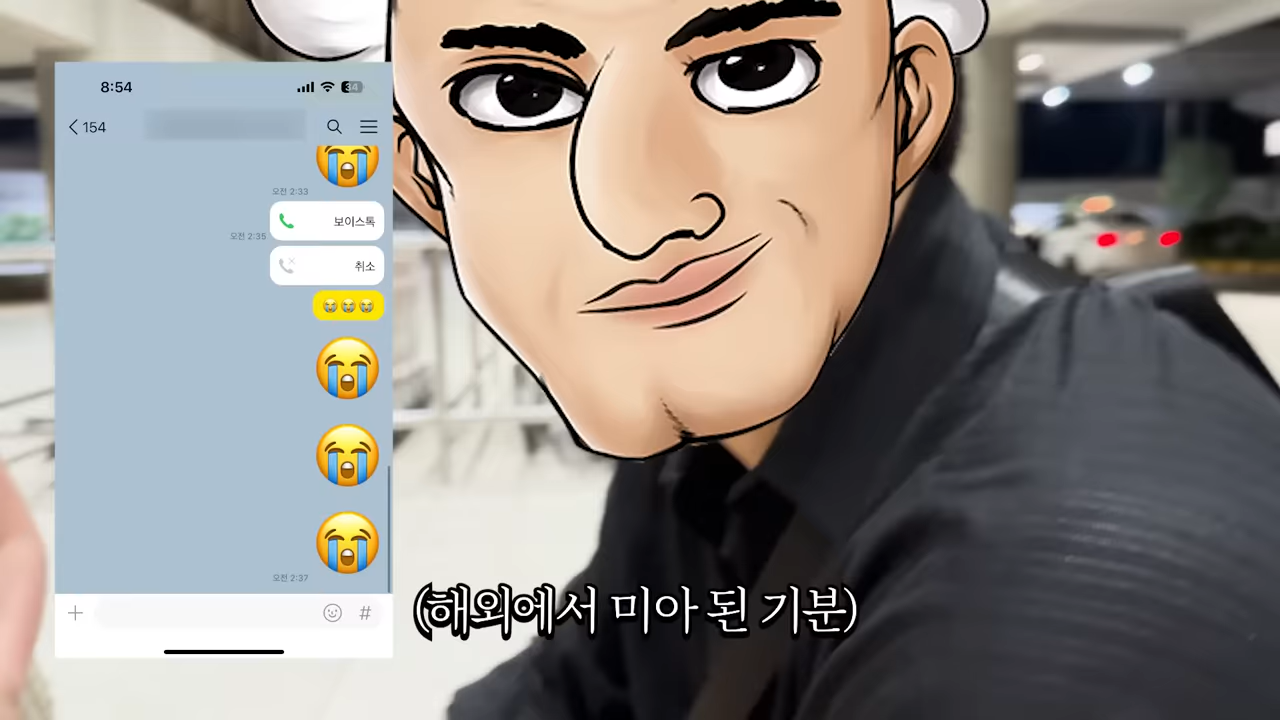 8:54
34
154
오전 2:33
보이스톡
오전 2:35
취소
오전 2:37
#
(해외에서 미아 된 기분)